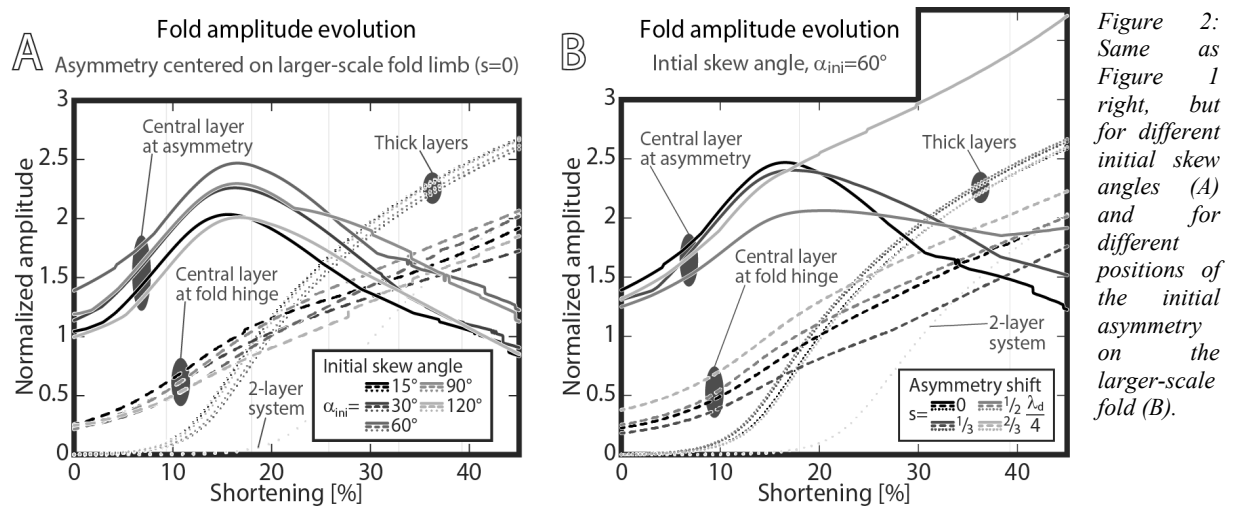 A
Fold amplitude evolution
Asymmetry centered on larger-scale fold limb (s=0)
Normalized amplitude
3
2.5
2
1.5
1
0.5
0
Central layer
at asymmetry
Thick layers
Central layer
at fold hinge
2-layer
system
Initial skew angle
αini=
15° 90°
30° 120°
60°
0 10 20 30 40
Shortening [%]
B
Fold amplitude evolution
Intial skew angle, αini=60°
Normalized amplitude
3
2.5
2
1.5
1
0.5
0
Central layer
at asymmetry
Thick layers
Central layer
at fold hinge
2-layer
system
Asymmetry shift
s= 0 1/2 λd/4
1/3 2/3
0 10 20 30 40
Shortening [%]
Figure 2:
Same as
Figure 1
right, but
for different
initial skew
angles (A)
and for
different
positions of
the initial
asymmetry
on the
larger-scale
fold (B).